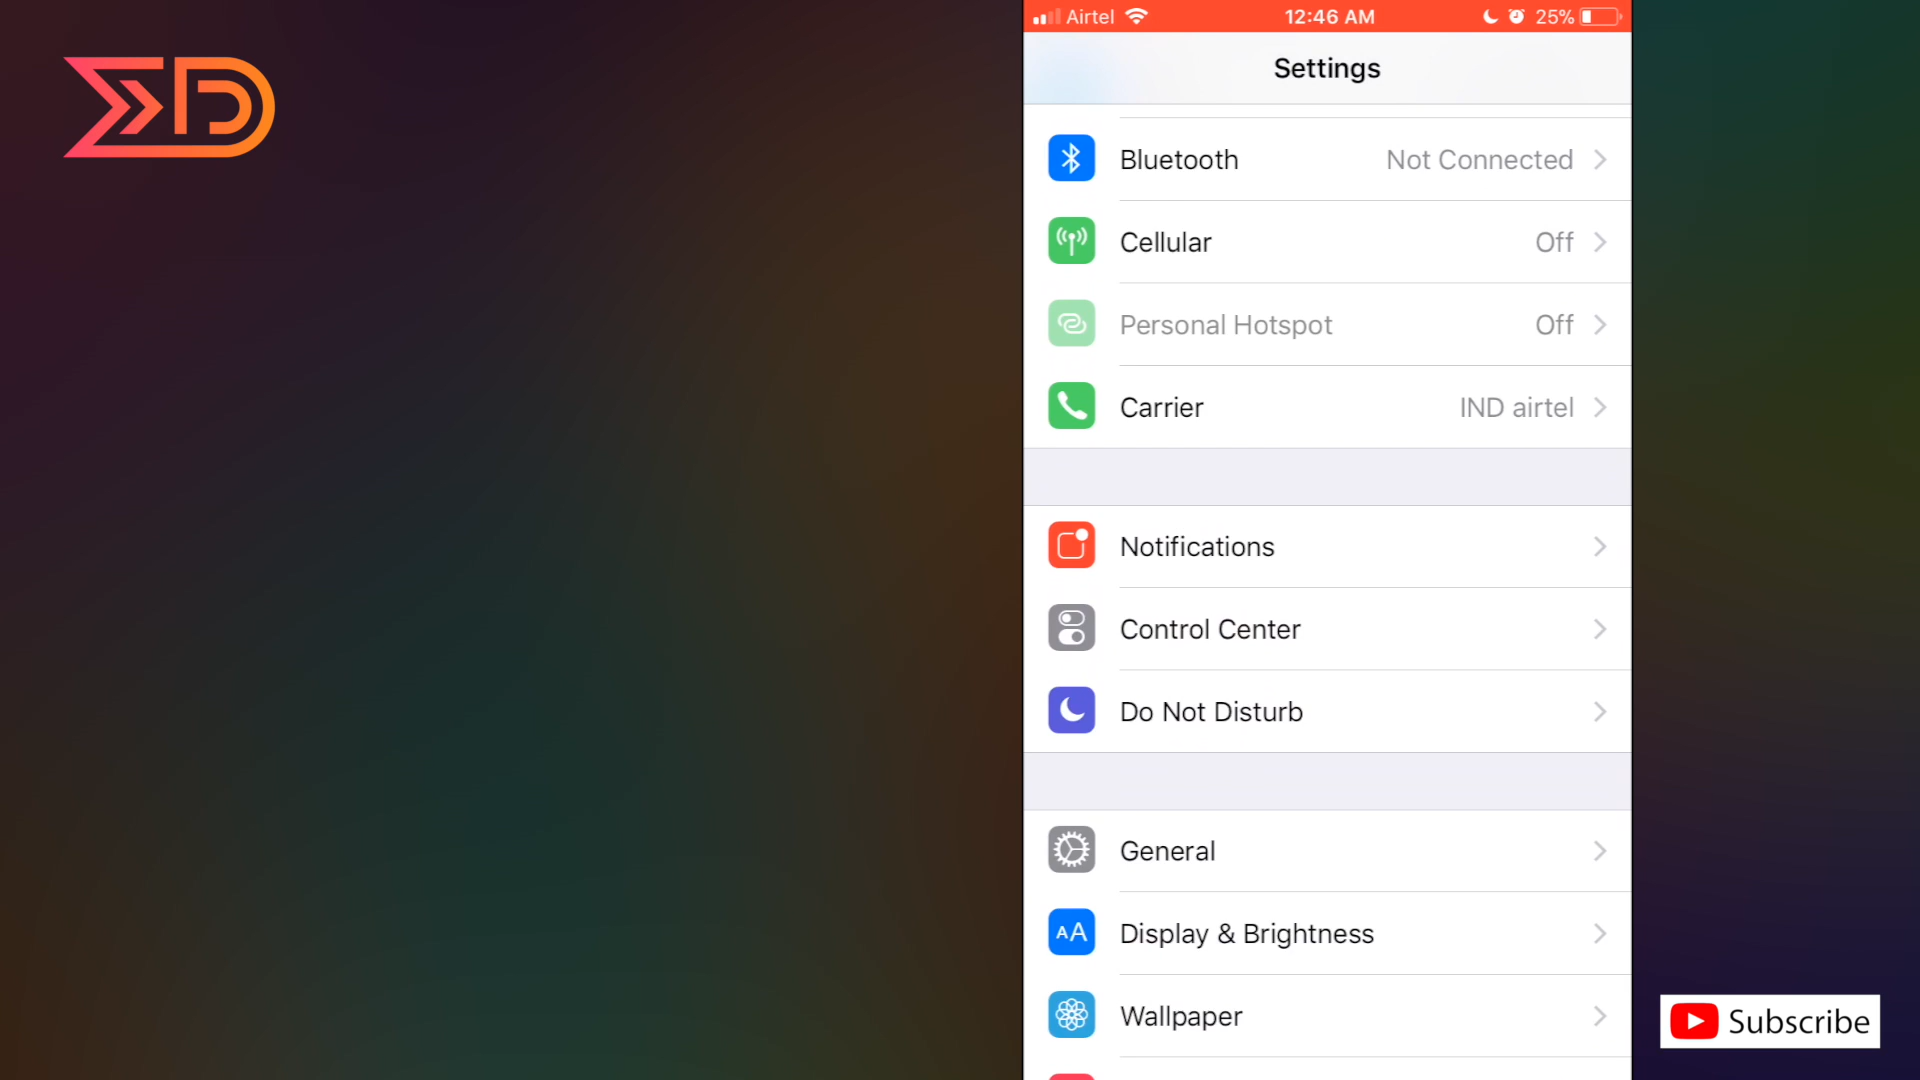 Airtel 12:46 AM 25%
Settings
Bluetooth Not Connected
Cellular Off
Personal Hotspot Off
Carrier IND airtel
Notifications
Control Center
Do Not Disturb
General
AA Display & Brightness
Wallpaper
Subscribe